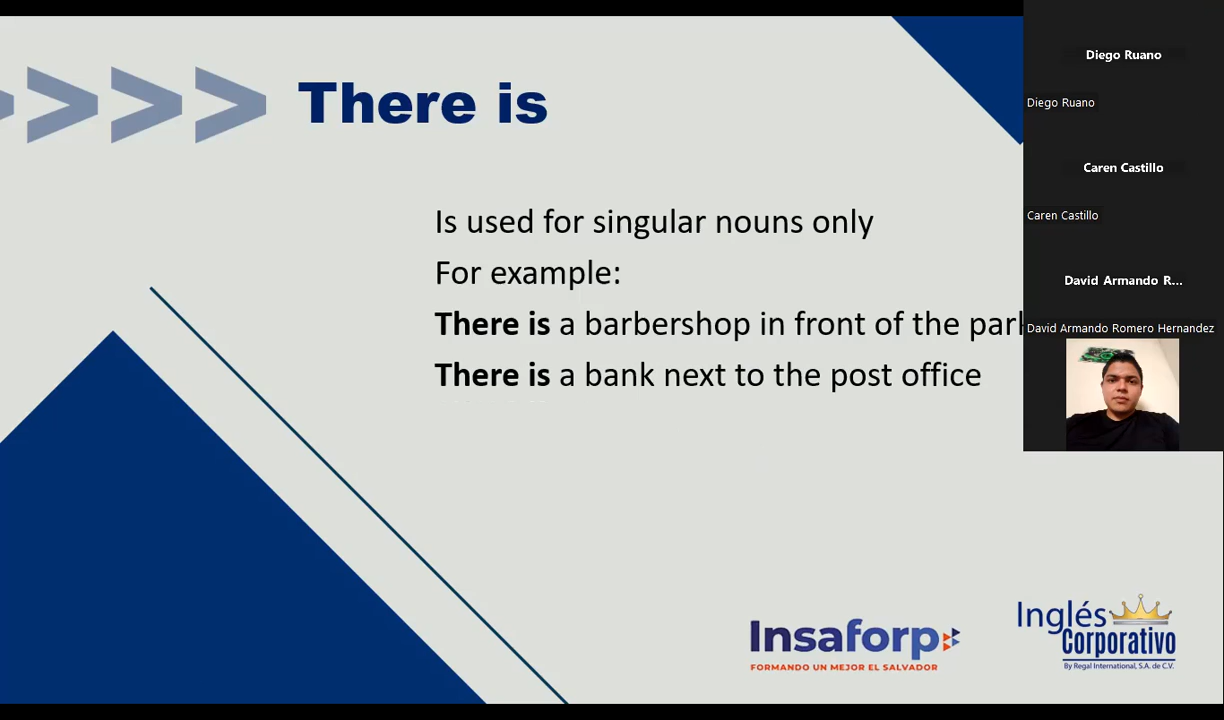 There is
Is used for singular nouns only
For example:
There is a barbershop in front of the
There is a bank next to the post office
Diego Ruano
Diego Ruano
Caren Castillo
Caren Castillo
David Armando R...
David Armando Romero Hernandez
Insaforp
FORMANDO UN MEJOR EL SALVADOR
Inglés
Corporativo
By Regal International, S.A. de C.V.